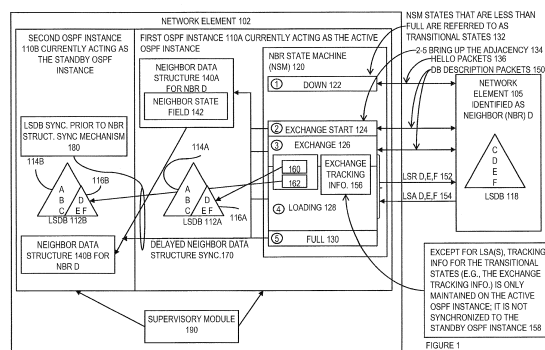 NETWORK ELEMENT 102
SECOND OSPF INSTANCE
110B CURRENTLY ACTING AS
THE STANDBY OSPF
INSTANCE
FIRST OSPF INSTANCE 110A CURRENTLY ACTING AS THE ACTIVE
OSPF INSTANCE
NEIGHBOR DATA
STRUCTURE 140A
FOR NBR D
NEIGHBOR STATE
FIELD 142
NBR STATE MACHINE
(NSM) 120
1 DOWN 122
2 EXCHANGE START 124
3 EXCHANGE 126
160
162
EXCHANGE
TRACKING
INFO. 156
4 LOADING 128
5 FULL 130
NSM STATES THAT ARE LESS THAN
FULL ARE REFERRED TO AS
TRANSITIONAL STATES 132
2-5 BRING UP THE ADJACENCY 134
HELLO PACKETS 136
DB DESCRIPTION PACKETS 150
NETWORK
ELEMENT 105
IDENTIFIED AS
NEIGHBOR (NBR) D
C
D
E
F
LSDB 118
LSR D,E,F 152
LSA D,E,F 154
LSDB SYNC. PRIOR TO NBR
STRUCT. SYNC MECHANISM
180
114B
116B
A
B
C
D
E F
LSDB 112B
114A
A
B
C
D
E F
116A
LSDB 112A
NEIGHBOR DATA
STRUCTURE 140B FOR
NBR D
DELAYED NEIGHBOR DATA
STRUCTURE SYNC.170
SUPERVISORY MODULE
190
EXCEPT FOR LSA(S), TRACKING
INFO FOR THE TRANSITIONAL
STATES (E.G., THE EXCHANGE
TRACKING INFO.) IS ONLY
MAINTAINED ON THE ACTIVE
OSPF INSTANCE; IT IS NOT
SYNCHRONIZED TO THE
STANDBY OSPF INSTANCE 158
FIGURE 1